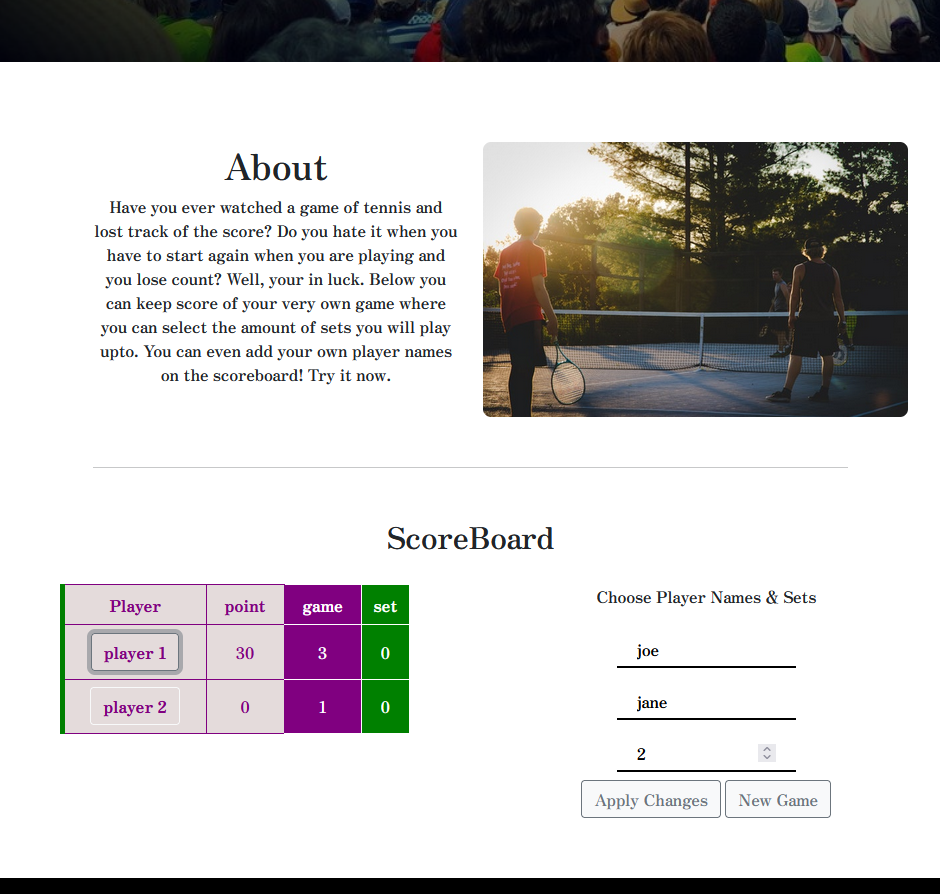 About
Have you ever watched a game of tennis and
lost track of the score? Do you hate it when you
have to start again when you are playing and
you lose count? Well, your in luck. Below you
can keep score of your very own game where
you can select the amount of sets you will play
upto. You can even add your own player names
on the scoreboard! Try it now.
ScoreBoard
Player point game set
player 1 30 3 0
player 2 0 1 0
Choose Player Names & Sets
joe
jane
2
Apply Changes New Game